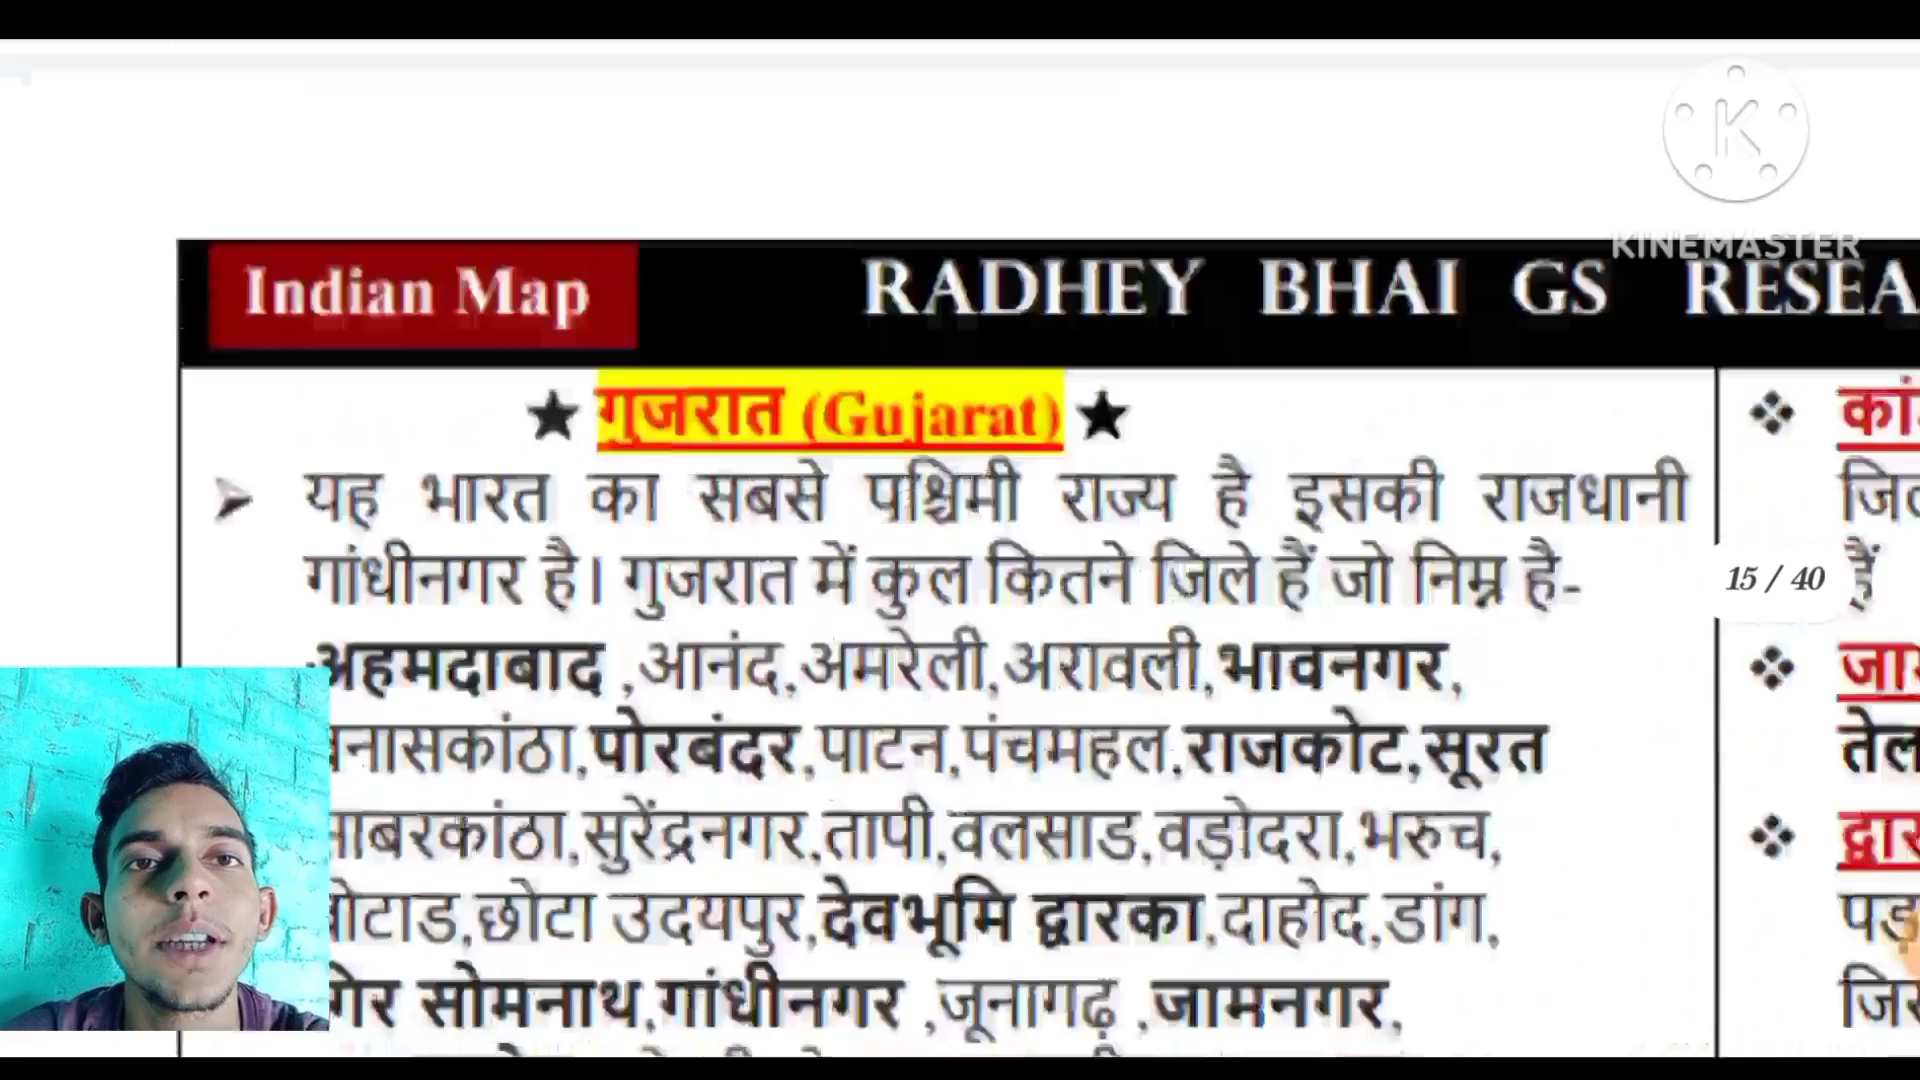 KINEMASTER
Indian Map
RADHEY BHAI GS RESEA
★ गुजरात (Gujarat) ★
यह भारत का सबसे पश्चिमी राज्य है इसकी राजधानी
गांधीनगर है। गुजरात में कुल कितने जिले हैं जो निम्न है-
अहमदाबाद ,आनंद,अमरेली,अरावली,भावनगर,
नासकांठा,पोरबंदर,पाटन,पंचमहल,राजकोट,सूरत
ाबरकांठा,सुरेंद्रनगर,तापी,वलसाड,वड़ोदरा,भरुच,
ोटाड,छोटा उदयपुर,देवभूमि द्वारका,दाहोद,डांग,
गिर सोमनाथ,गांधीनगर ,जूनागढ़ ,जामनगर,
15 / 40
कां
जि
हैं
जा
तेल
द्वार
पड
जि